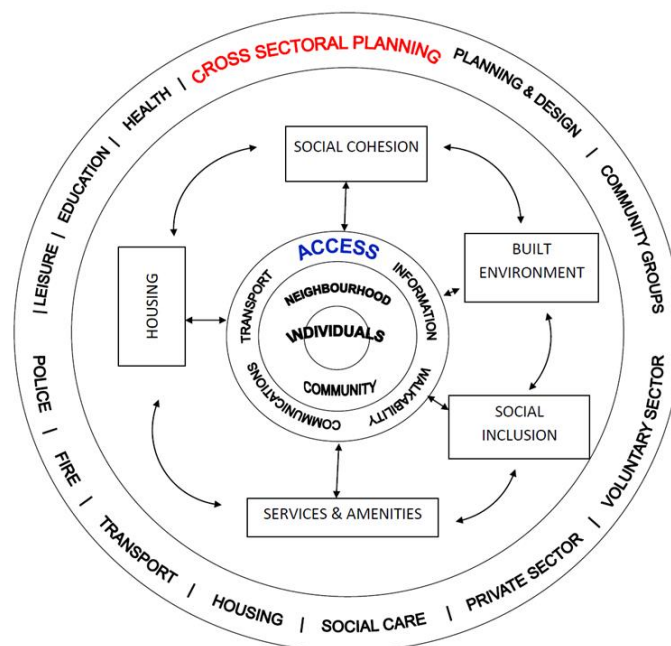 CROSS SECTORAL PLANNING
PLANNING & DESIGN
|
COMMUNITY GROUPS
VOLUNTARY SECTOR
|
PRIVATE SECTOR
|
SOCIAL CARE
|
HOUSING
|
TRANSPORT
|
FIRE
|
POLICE
| LEISURE
| EDUCATION
| HEALTH
|
SOCIAL COHESION
BUILT
ENVIRONMENT
SOCIAL
INCLUSION
SERVICES & AMENITIES
HOUSING
ACCESS
INFORMATION
WALKABILITY
COMMUNICATIONS
TRANSPORT
NEIGHBOURHOOD
INDIVIDUALS
COMMUNITY